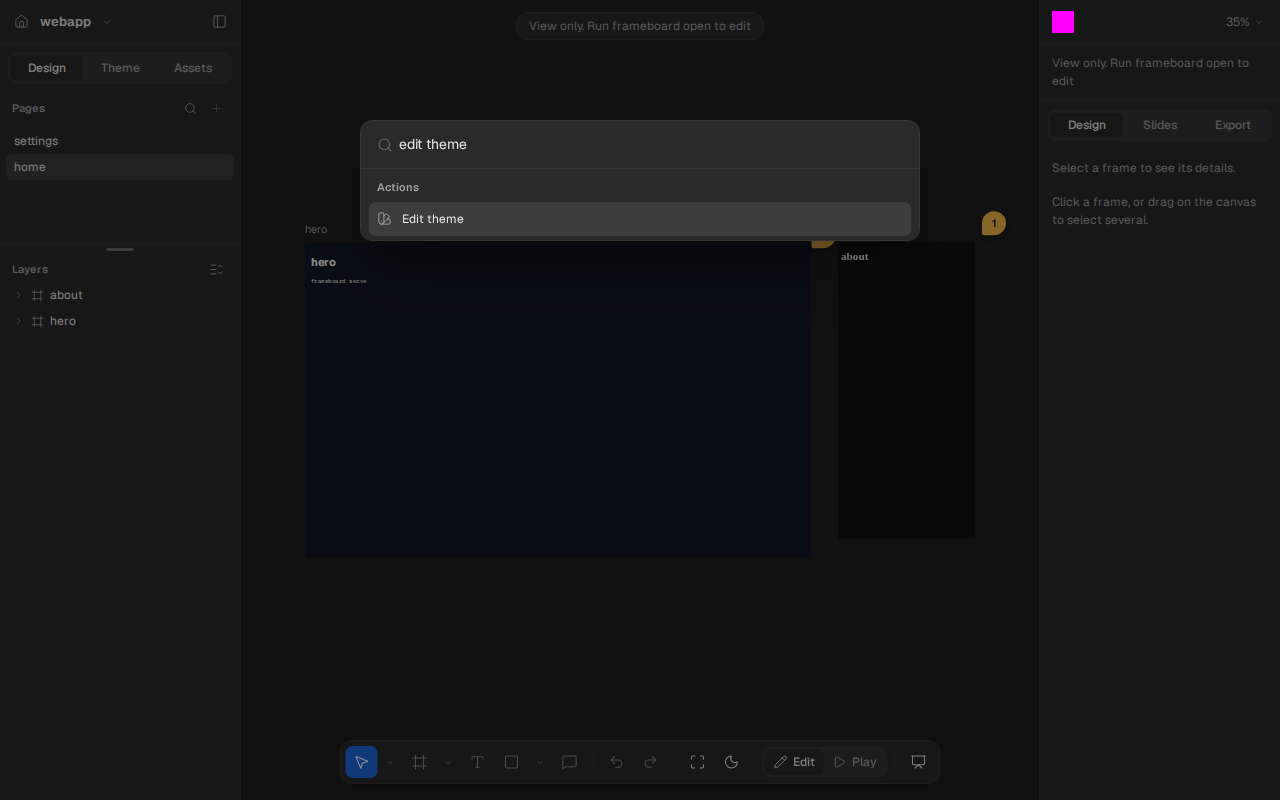 webapp
View only. Run frameboard open to edit
35%
Design
Theme
Assets
View only. Run frameboard open to
edit
Pages
Design
Slides
Export
settings
home
edit theme
Actions
Edit theme
Select a frame to see its details.
Click a frame, or drag on the canvas
to select several.
hero
1
hero
frameboard serve
about
Layers
about
hero
Edit
Play